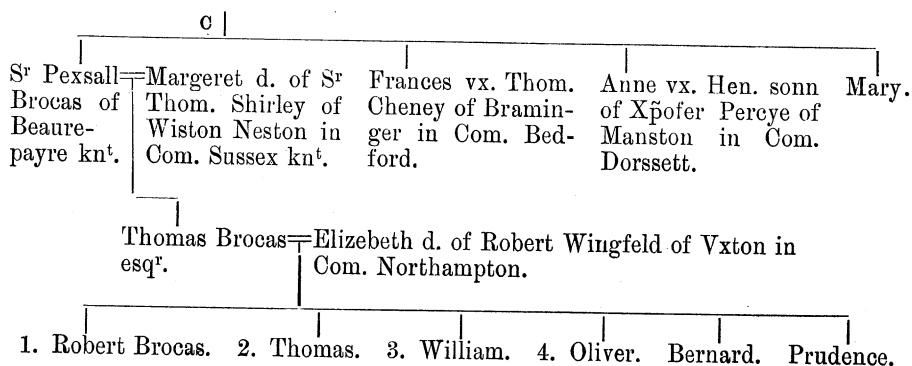 C
Sʳ Pexsall=Margeret d. of Sʳ
Brocas of Thom. Shirley of
Beaure- Wiston Neston in
payre knᵗ. Com. Sussex knᵗ.
Frances vx. Thom.
Cheney of Bramin-
ger in Com. Bed-
ford.
Anne vx. Hen. sonn
of Xp̃ofer Percye of
Manston in Com.
Dorssett.
Mary.
Thomas Brocas=Elizebeth d. of Robert Wingfeld of Vxton in
esqʳ. Com. Northampton.
1. Robert Brocas. 2. Thomas. 3. William. 4. Oliver. Bernard. Prudence.